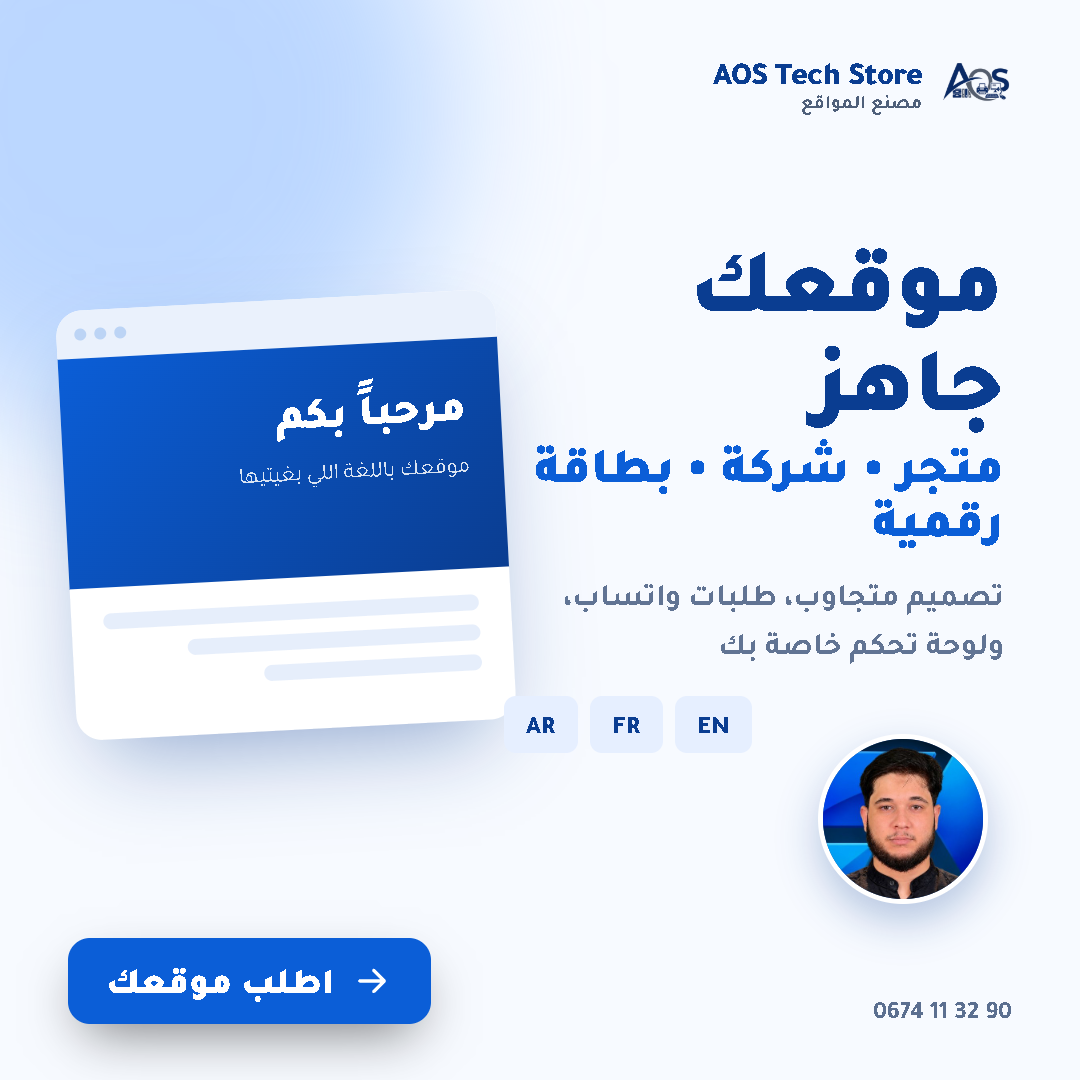 AOS Tech Store
مصنع المواقع
AOS
موقعك
جاهز
متجر • شركة • بطاقة
رقمية
تصميم متجاوب، طلبات واتساب،
ولوحة تحكم خاصة بك
مرحباً بكم
موقعك باللغة اللي بغيتيها
AR
FR
EN
اطلب موقعك
0674 11 32 90